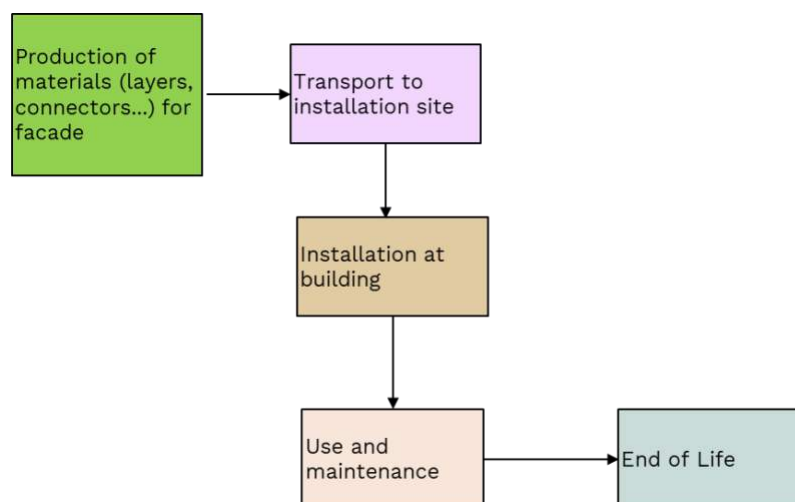 Production of
materials (layers,
connectors...) for
facade
Transport to
installation site
Installation at
building
Use and
maintenance
End of Life